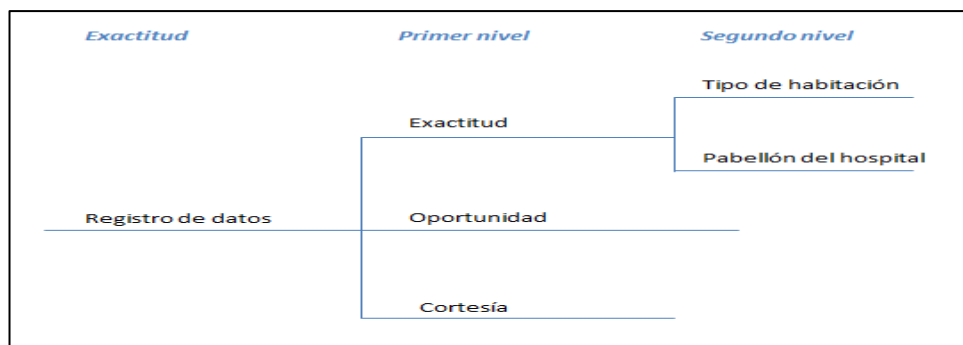 Exactitud Primer nivel Segundo nivel
Tipo de habitación
Exactitud
Pabellón del hospital
Registro de datos Oportunidad
Cortesía